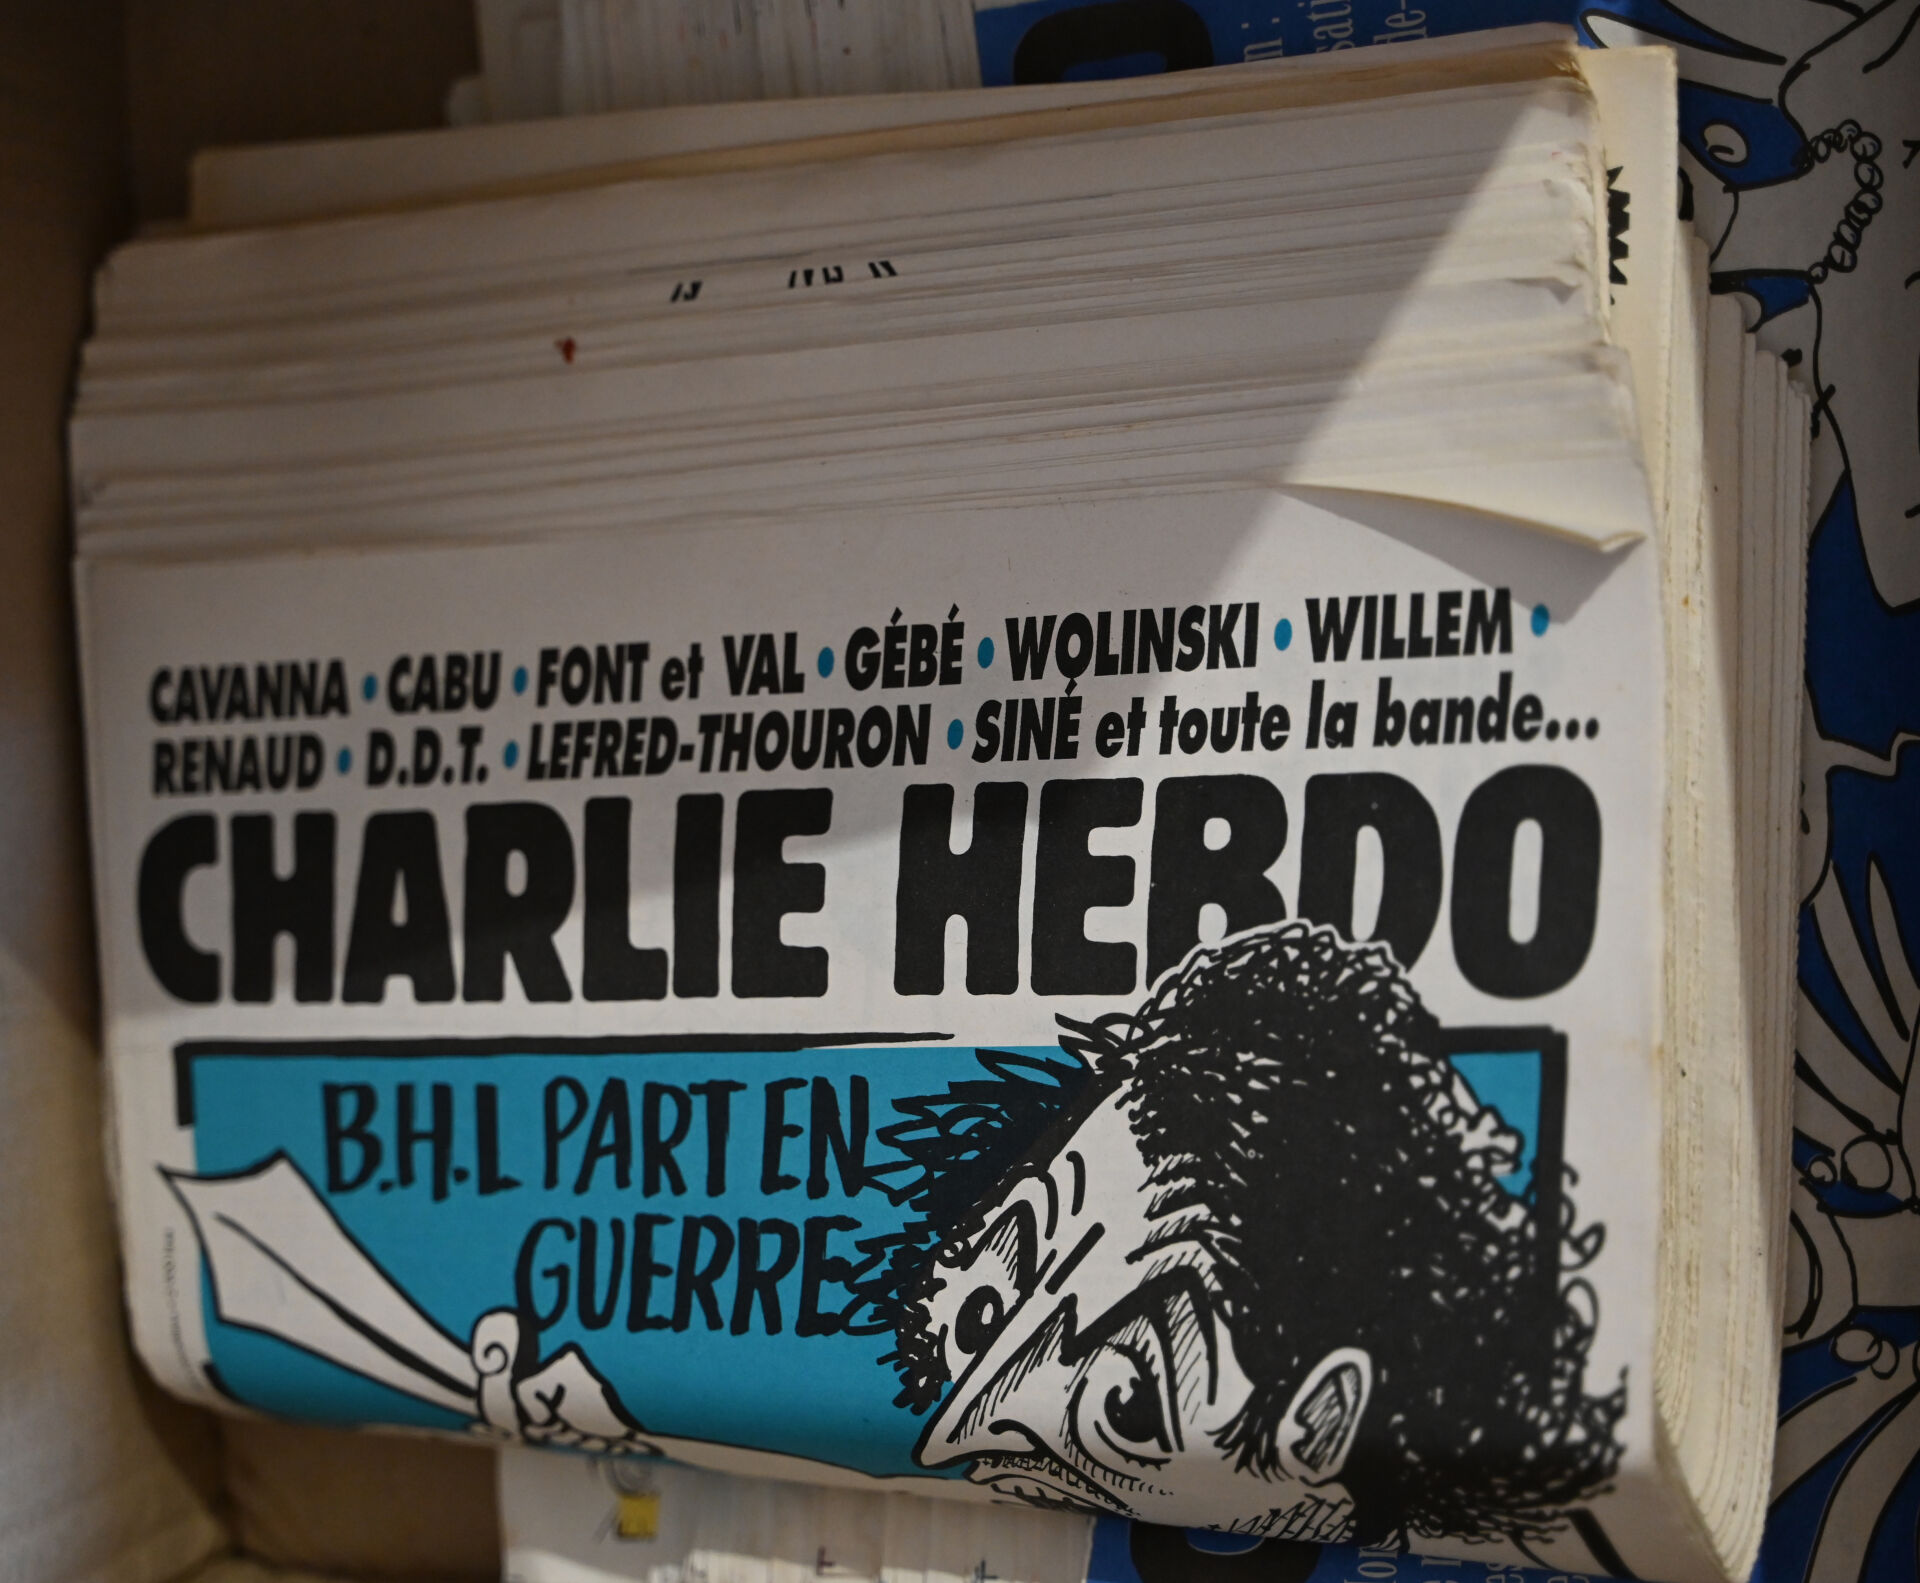 CAVANNA • CABU • FONT et VAL • GÉBÉ • WOLINSKI • WILLEM •
RENAUD • D.D.T. • LEFRED-THOURON • SINÉ et toute la bande...
CHARLIE HEBDO
B.H.L PART EN
GUERRE